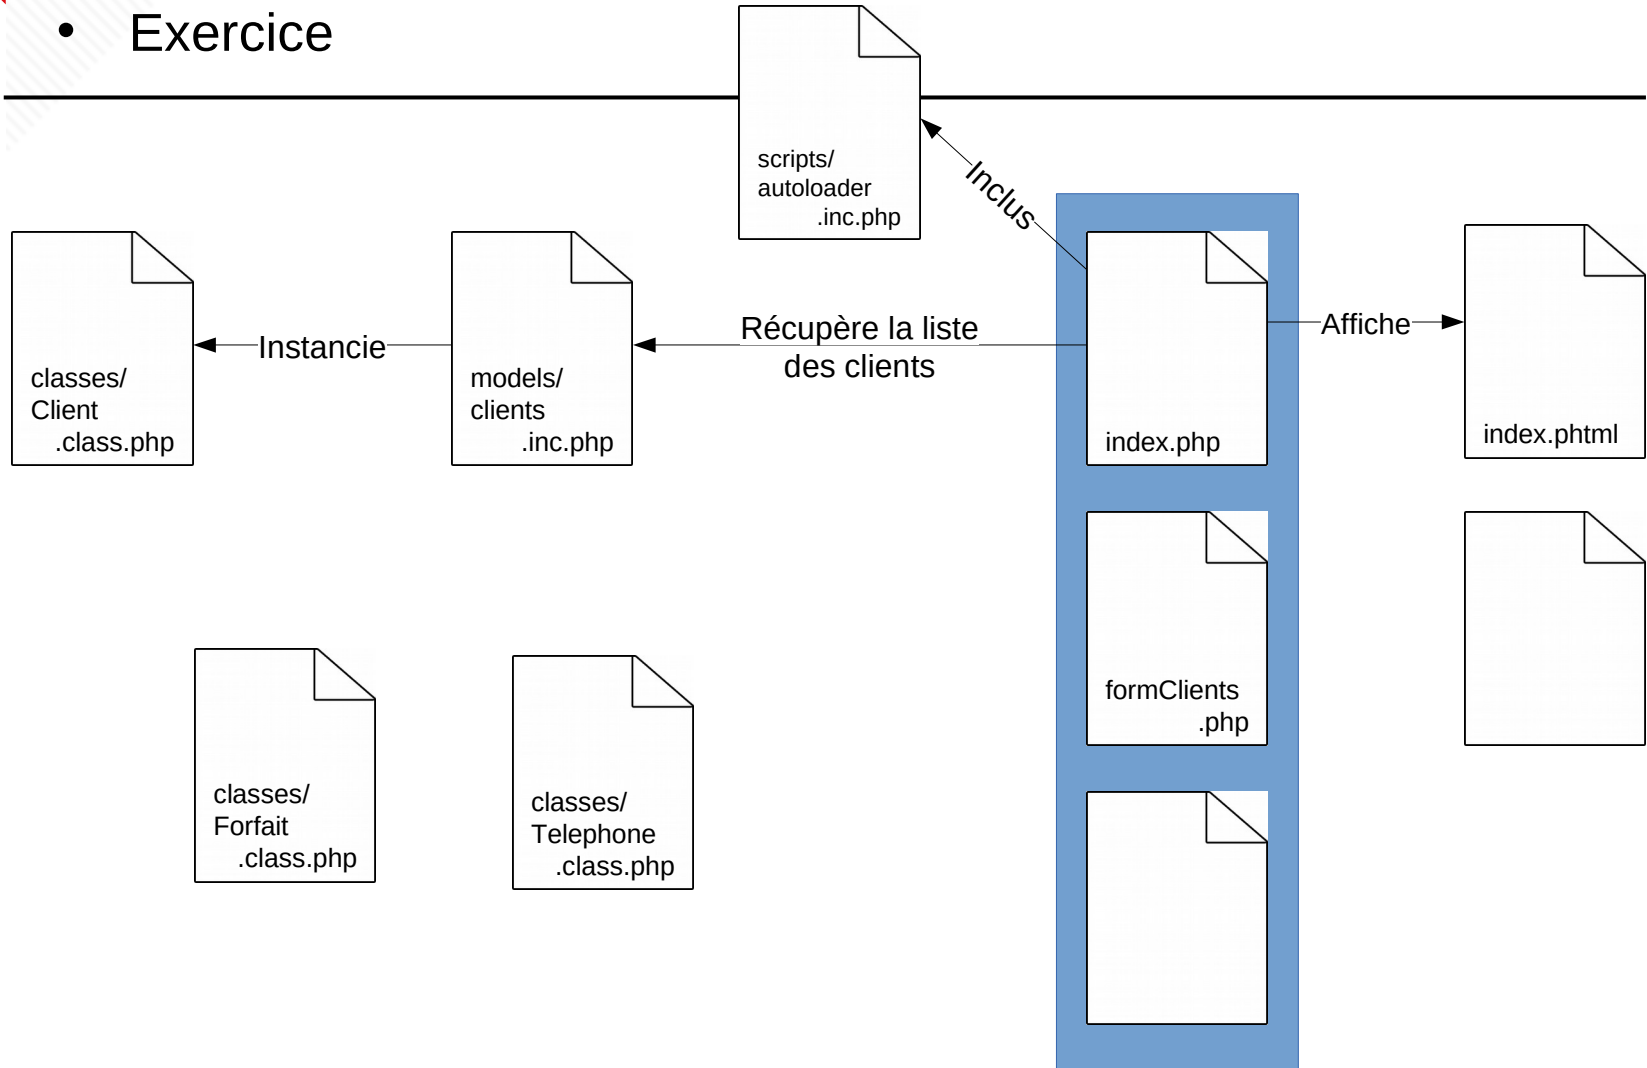 • Exercice
scripts/
autoloader
.inc.php
Inclus
classes/
Client
.class.php
Instancie
models/
clients
.inc.php
Récupère la liste
des clients
index.php
Affiche
index.phtml
formClients
.php
classes/
Forfait
.class.php
classes/
Telephone
.class.php